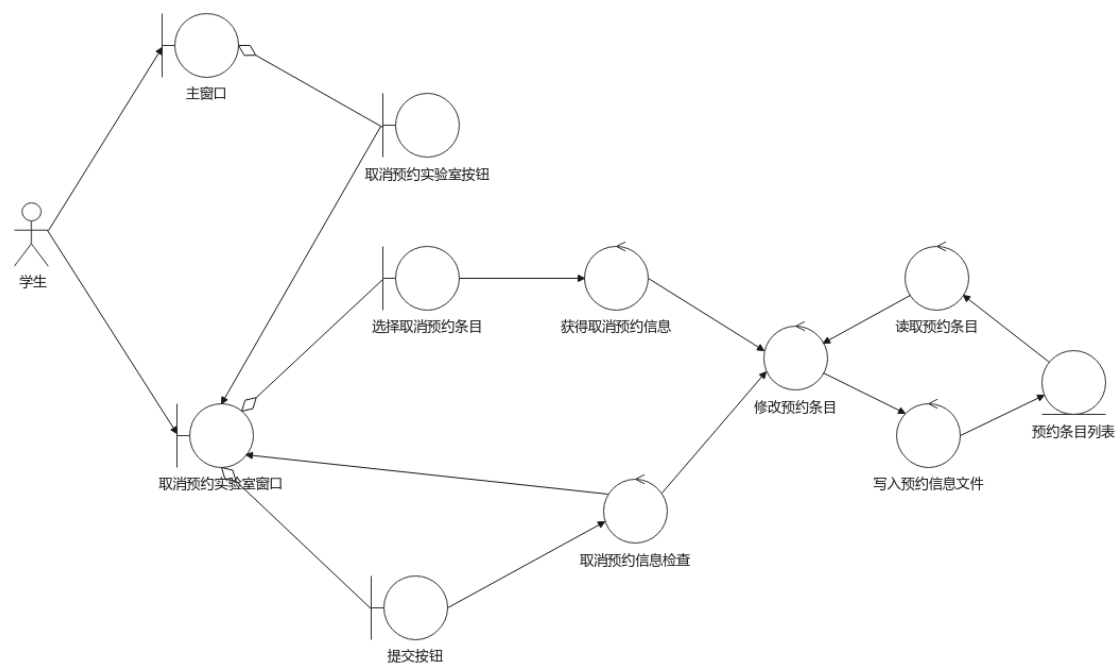 主窗口
取消预约实验室按钮
学生
选择取消预约条目
获得取消预约信息
读取预约条目
修改预约条目
预约条目列表
取消预约实验室窗口
写入预约信息文件
取消预约信息检查
提交按钮